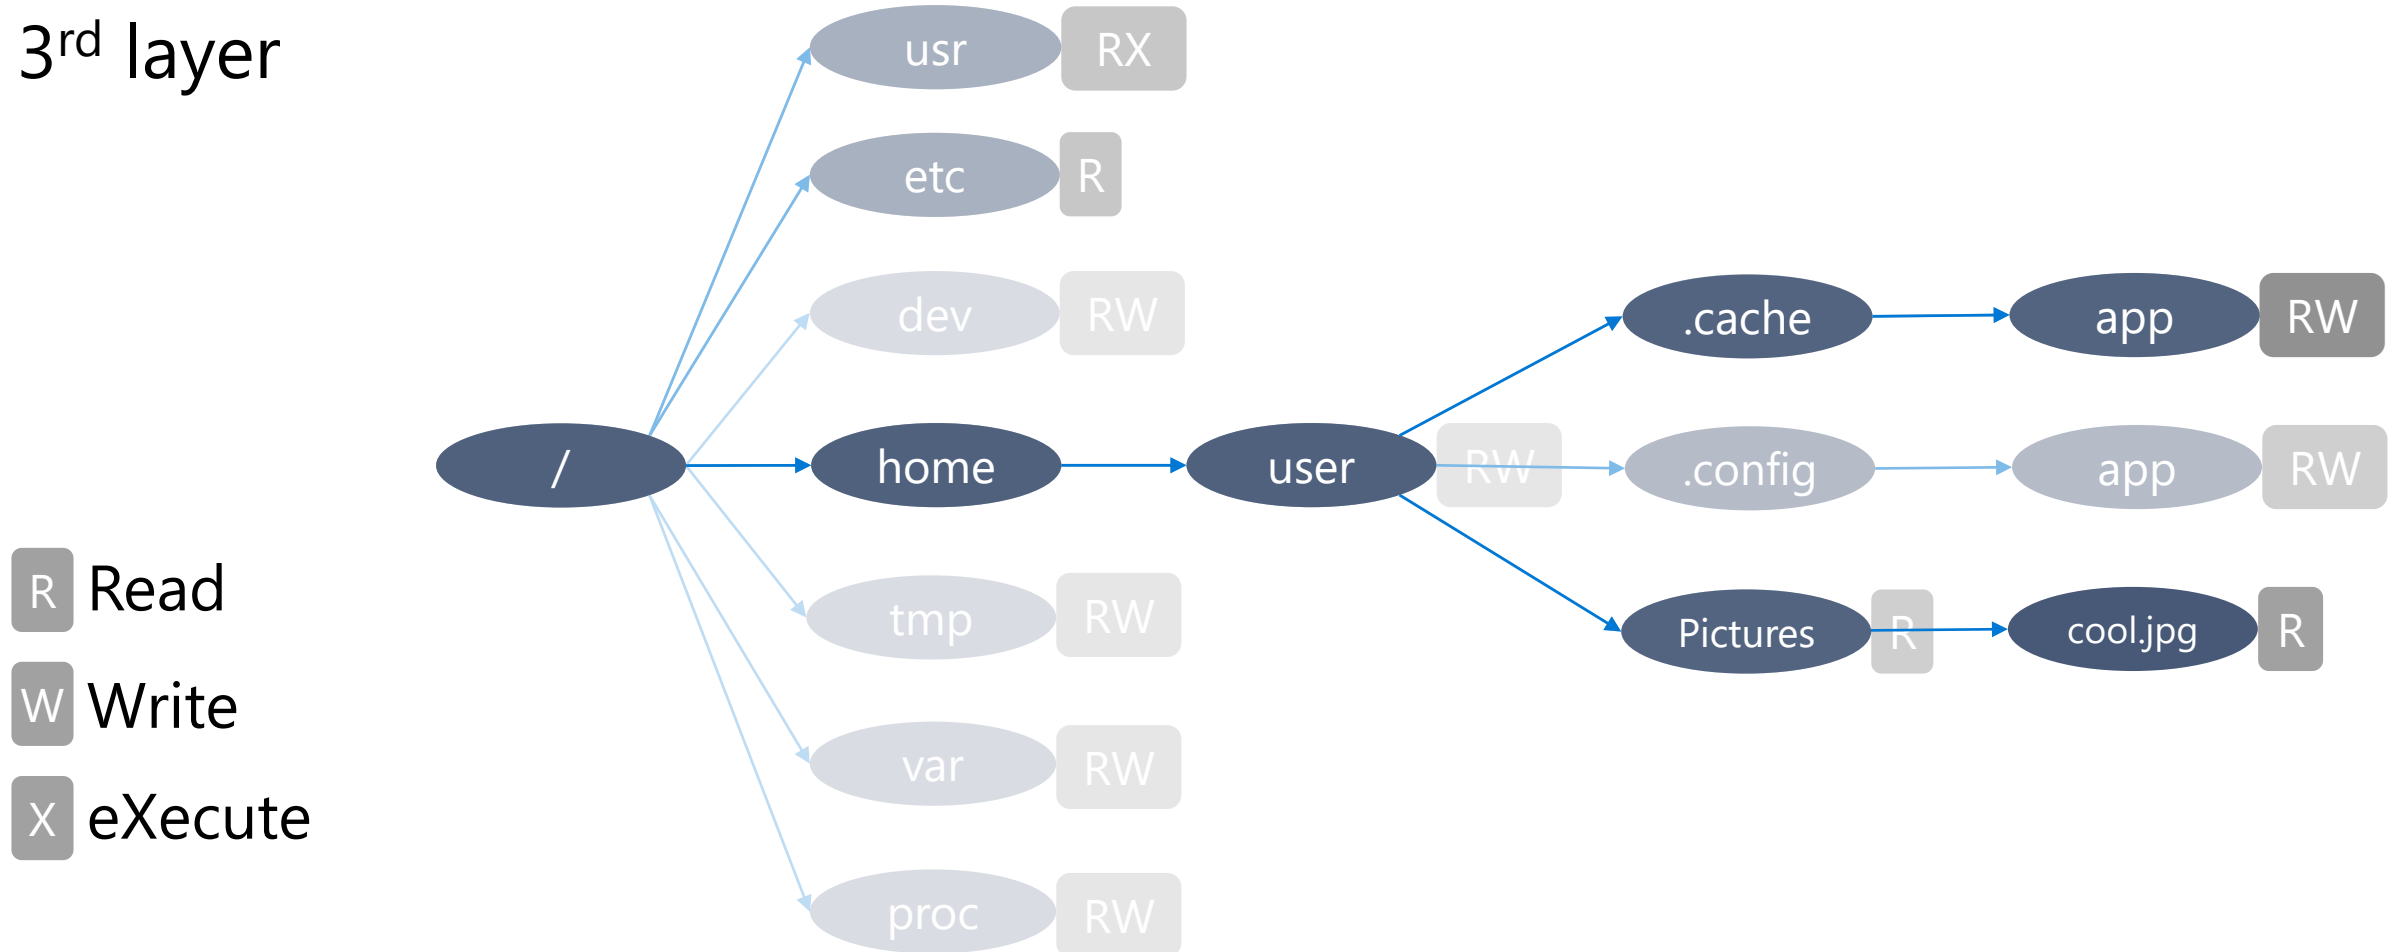 3rd layer
usr RX
etc R
dev RW
.cache app RW
/ home user RW .config app RW
Pictures R cool.jpg R
tmp RW
var RW
proc RW
R Read
W Write
X eXecute